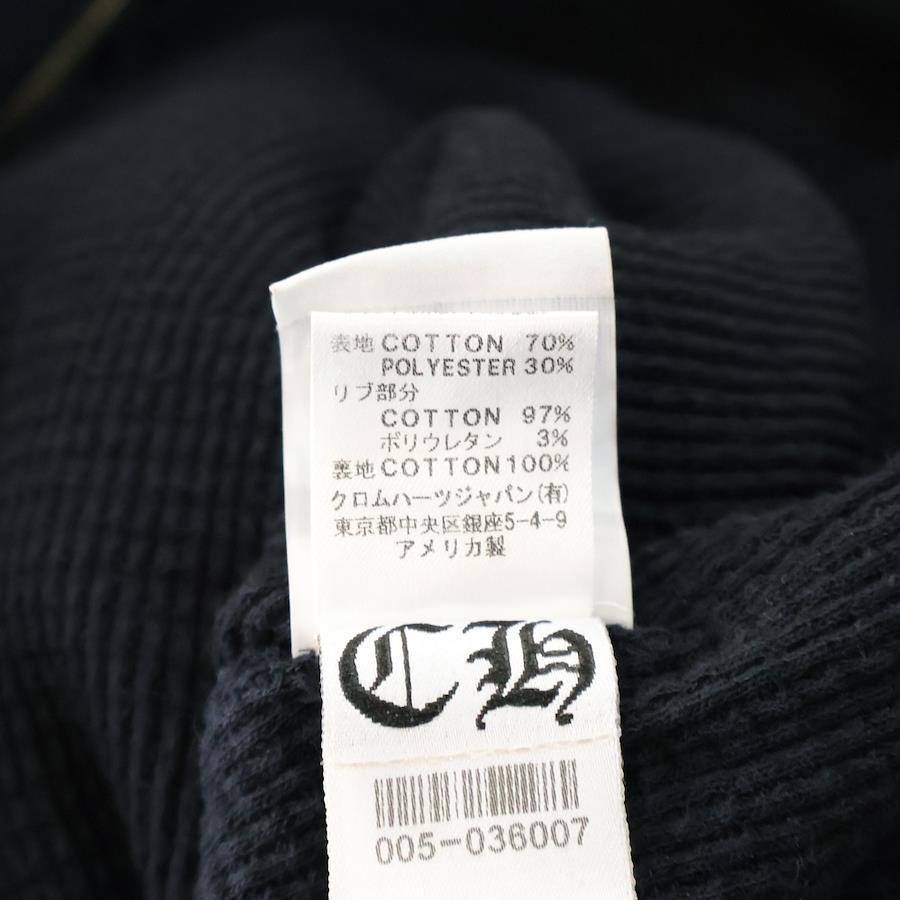 表地 COTTON 70%
POLYESTER 30%
リブ部分
COTTON 97%
ポリウレタン 3%
裏地 COTTON 100%
クロムハーツジャパン(有)
東京都中央区銀座5-4-9
アメリカ製
CH
005-036007